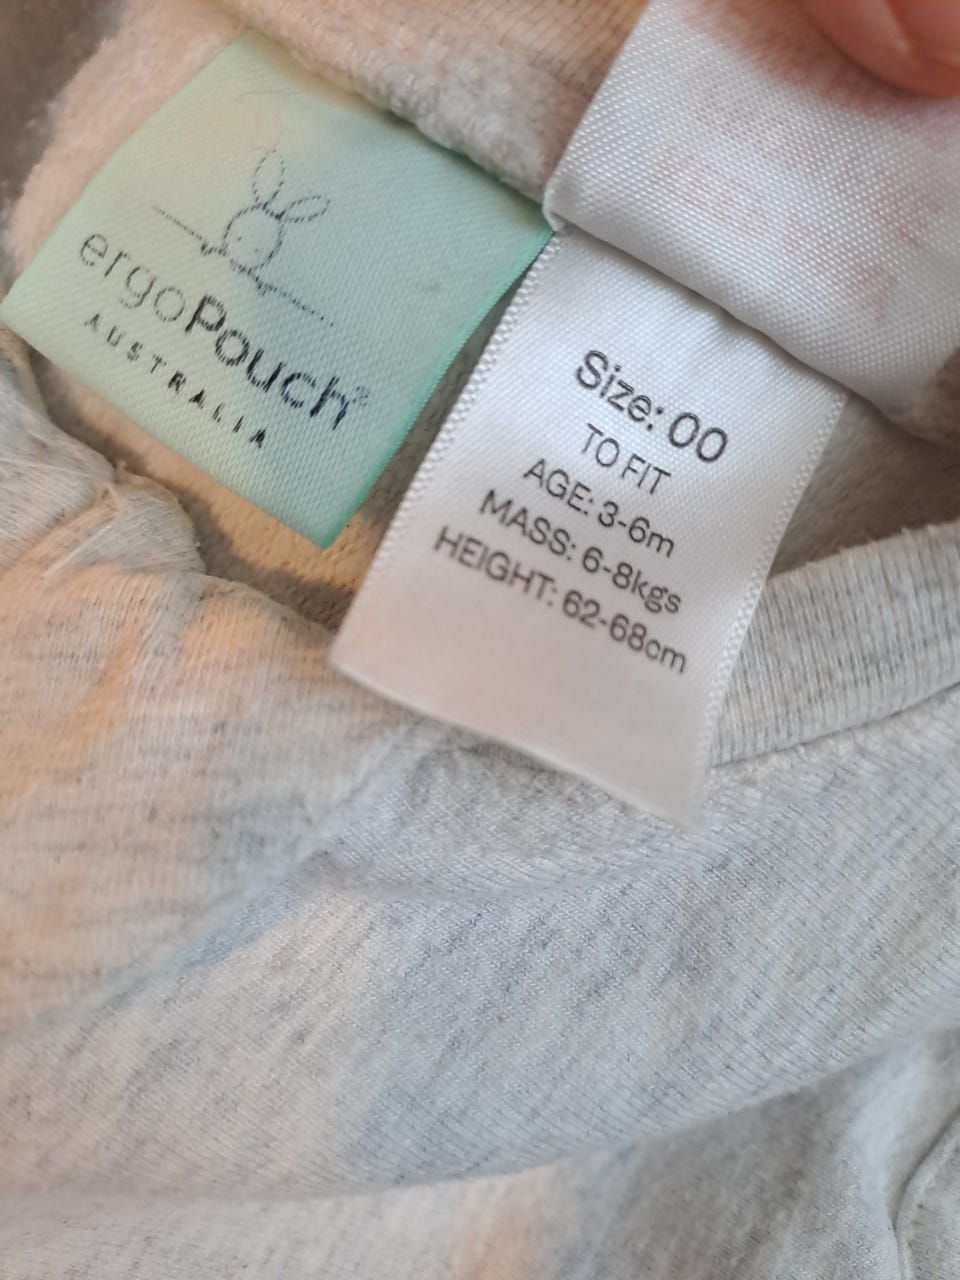 ergoPouch®
AUSTRALIA
Size: 00
TO FIT
AGE: 3-6m
MASS: 6-8kgs
HEIGHT: 62-68cm